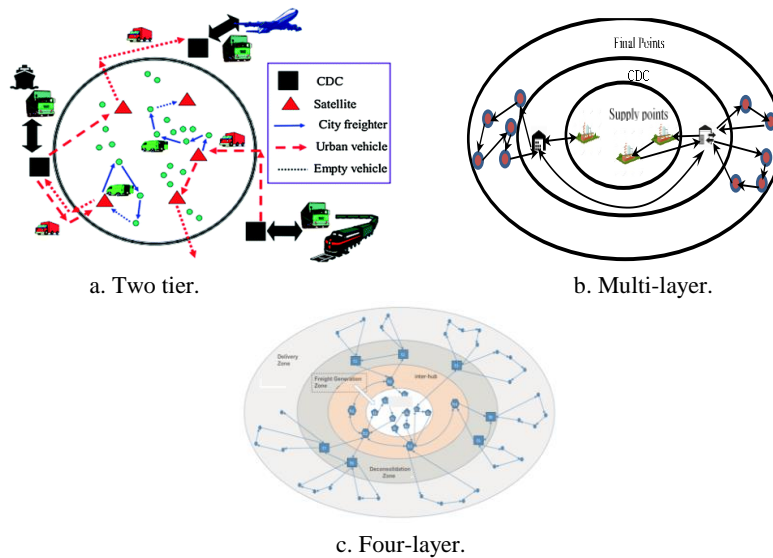 CDC
Satellite
City freighter
Urban vehicle
Empty vehicle
a. Two tier.
Final Points
CDC
Supply points
b. Multi-layer.
Delivery
Zone
Freight Generation
Zone
inter-hub
Deconsolidation
Zone
c. Four-layer.